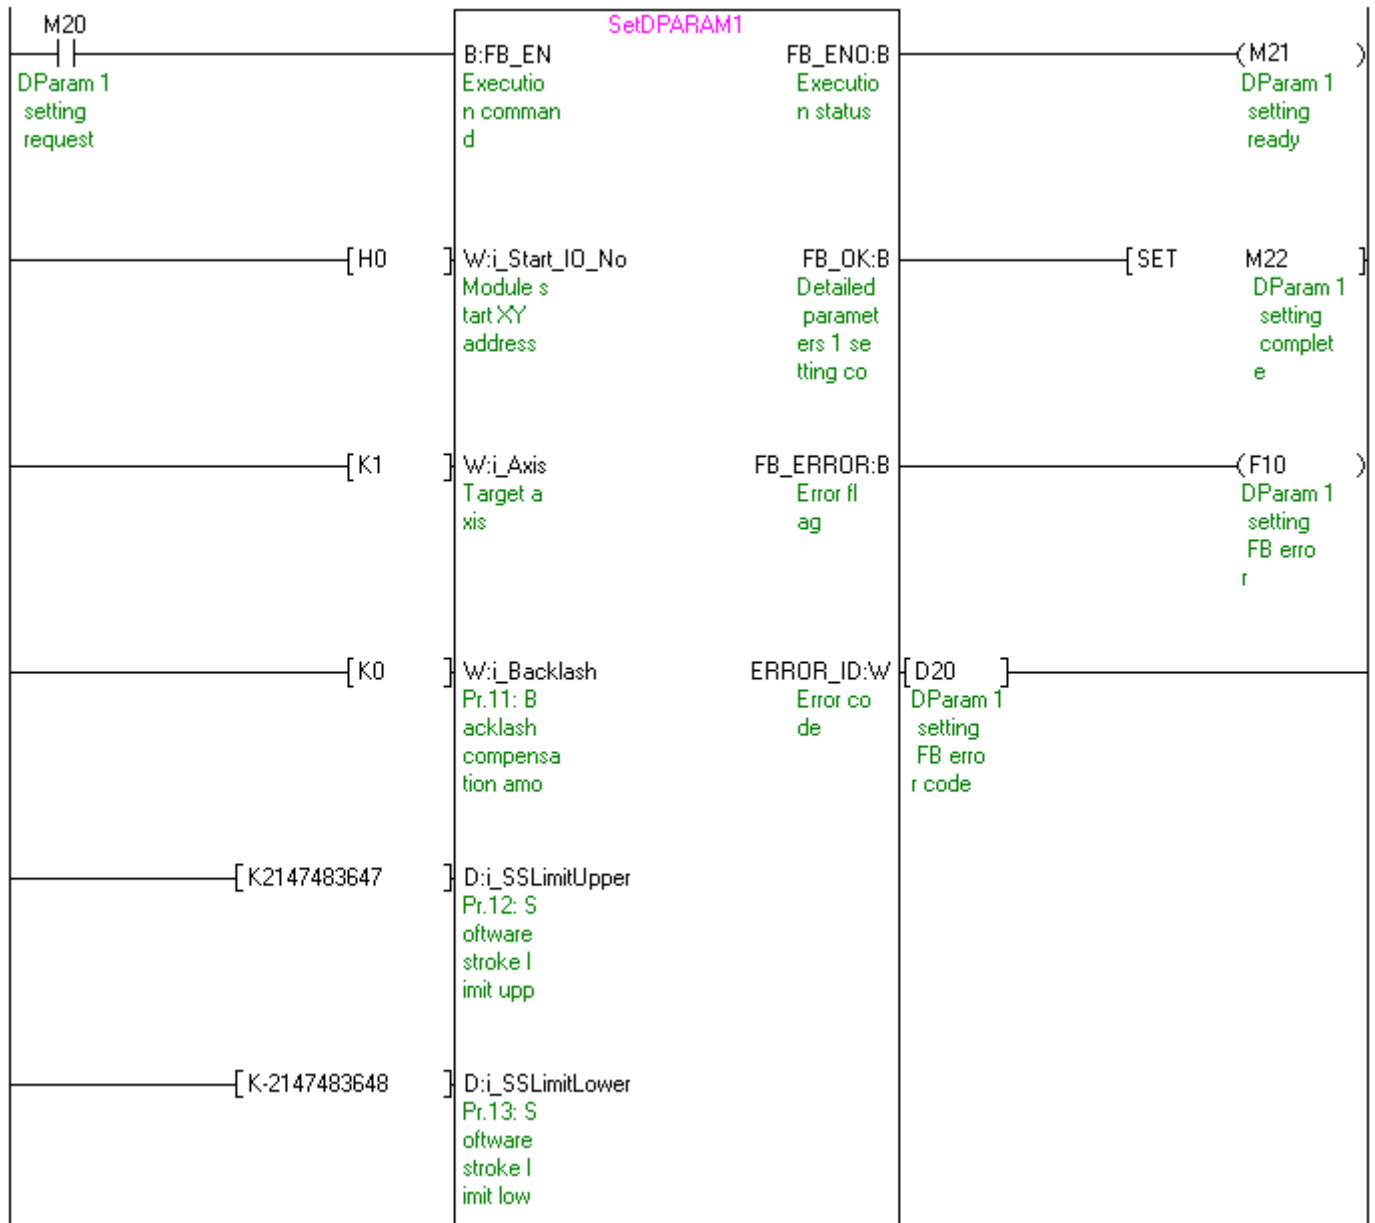 M20
SetDPARAM1
B:FB_EN
FB_ENO:B
(M21 )
DParam 1
setting
request
Executio
n comman
d
Executio
n status
DParam 1
setting
ready
[H0 ]
W:i_Start_IO_No
FB_OK:B
[SET M22 ]
Module s
tart XY
address
Detailed
paramet
ers 1 se
tting co
DParam 1
setting
complet
e
[K1 ]
W:i_Axis
FB_ERROR:B
(F10 )
Target a
xis
Error fl
ag
DParam 1
setting
FB erro
r
[K0 ]
W:i_Backlash
ERROR_ID:W
[D20 ]
Pr.11: B
acklash
compensa
tion amo
Error co
de
DParam 1
setting
FB erro
r code
[K2147483647 ]
D:i_SSLimitUpper
Pr.12: S
oftware
stroke l
imit upp
[K-2147483648 ]
D:i_SSLimitLower
Pr.13: S
oftware
stroke l
imit low